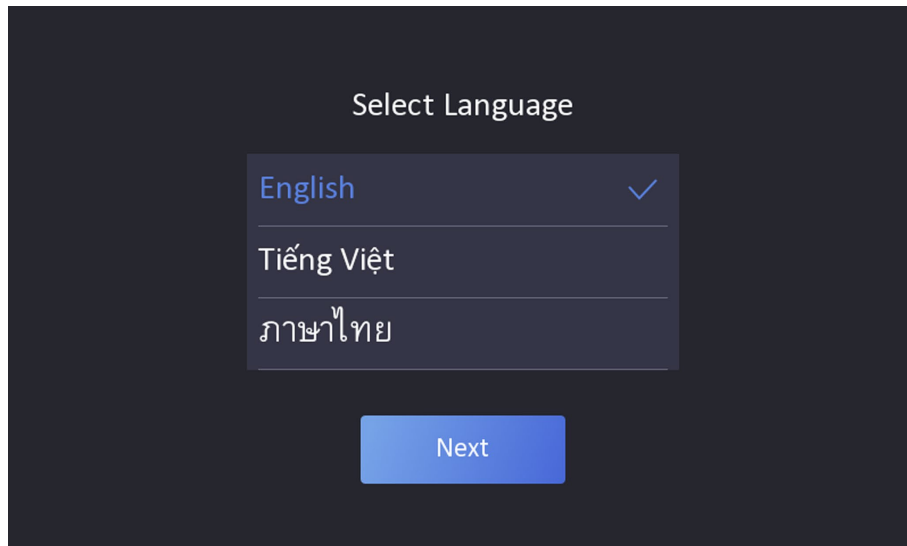 Select Language
English
Tiếng Việt
ภาษาไทย
Next